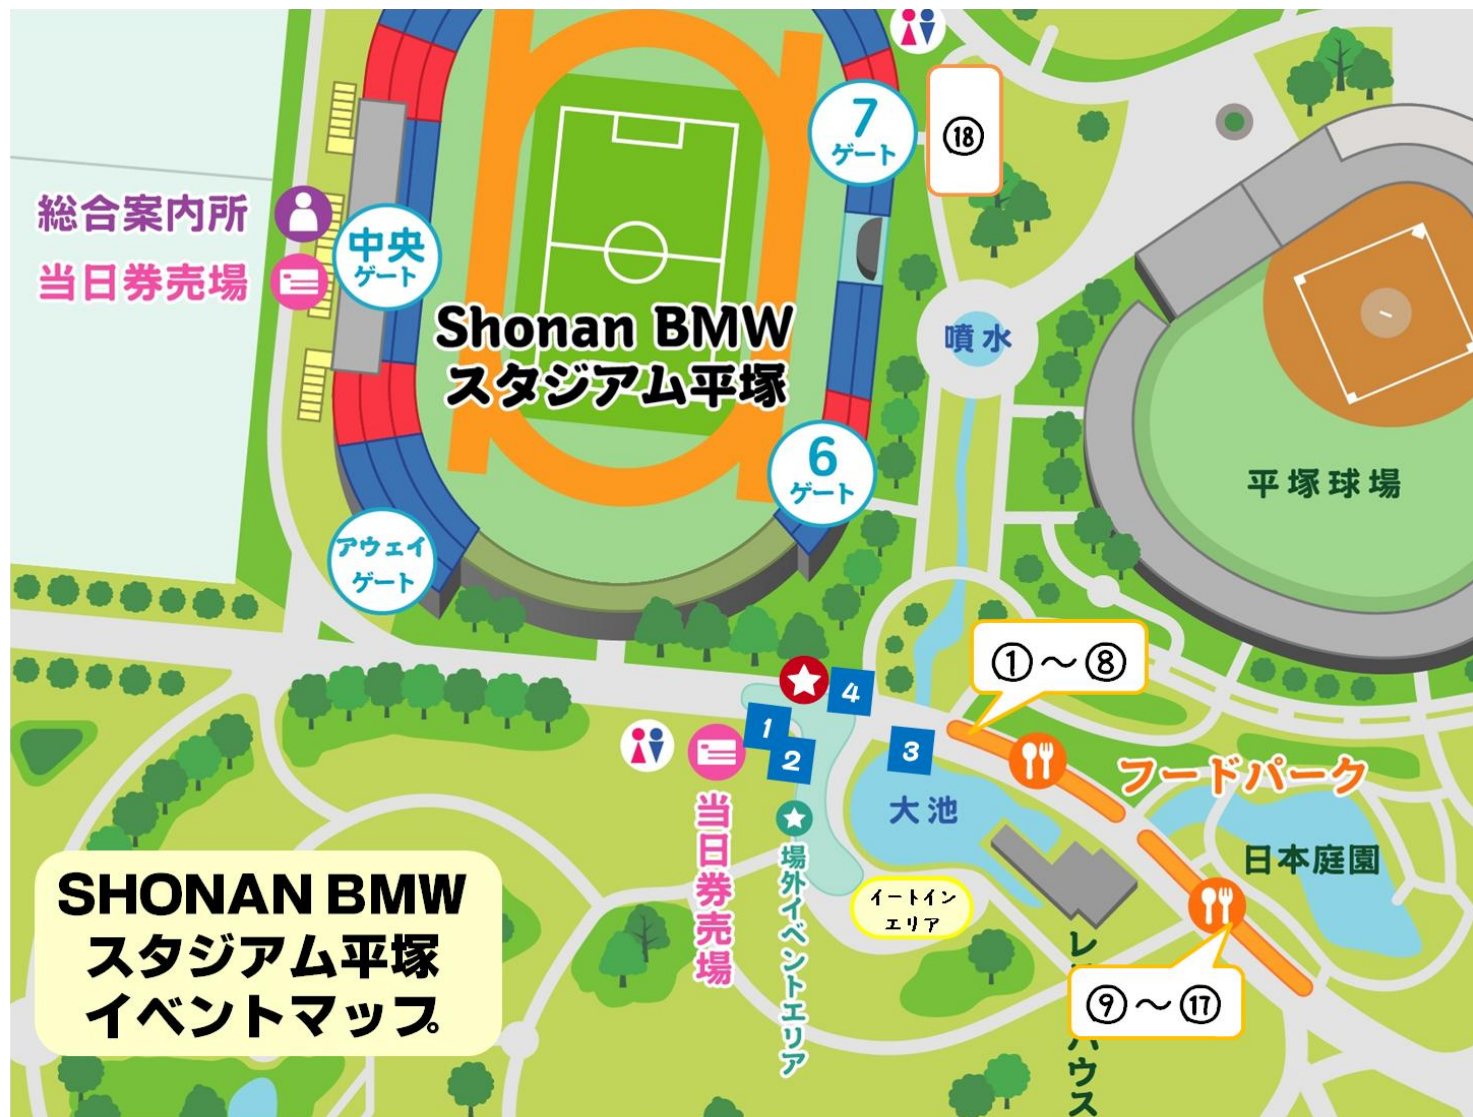 7
ゲート
⑱
総合案内所
中央
ゲート
当日券売場
Shonan BMW
スタジアム平塚
噴水
6
ゲート
平塚球場
アウェイ
ゲート
①～⑧
4
1
2
3
フードパーク
大池
当日券売場
場外イベントエリア
日本庭園
イートイン
エリア
SHONAN BMW
スタジアム平塚
イベントマップ
⑨～⑰
ハウス